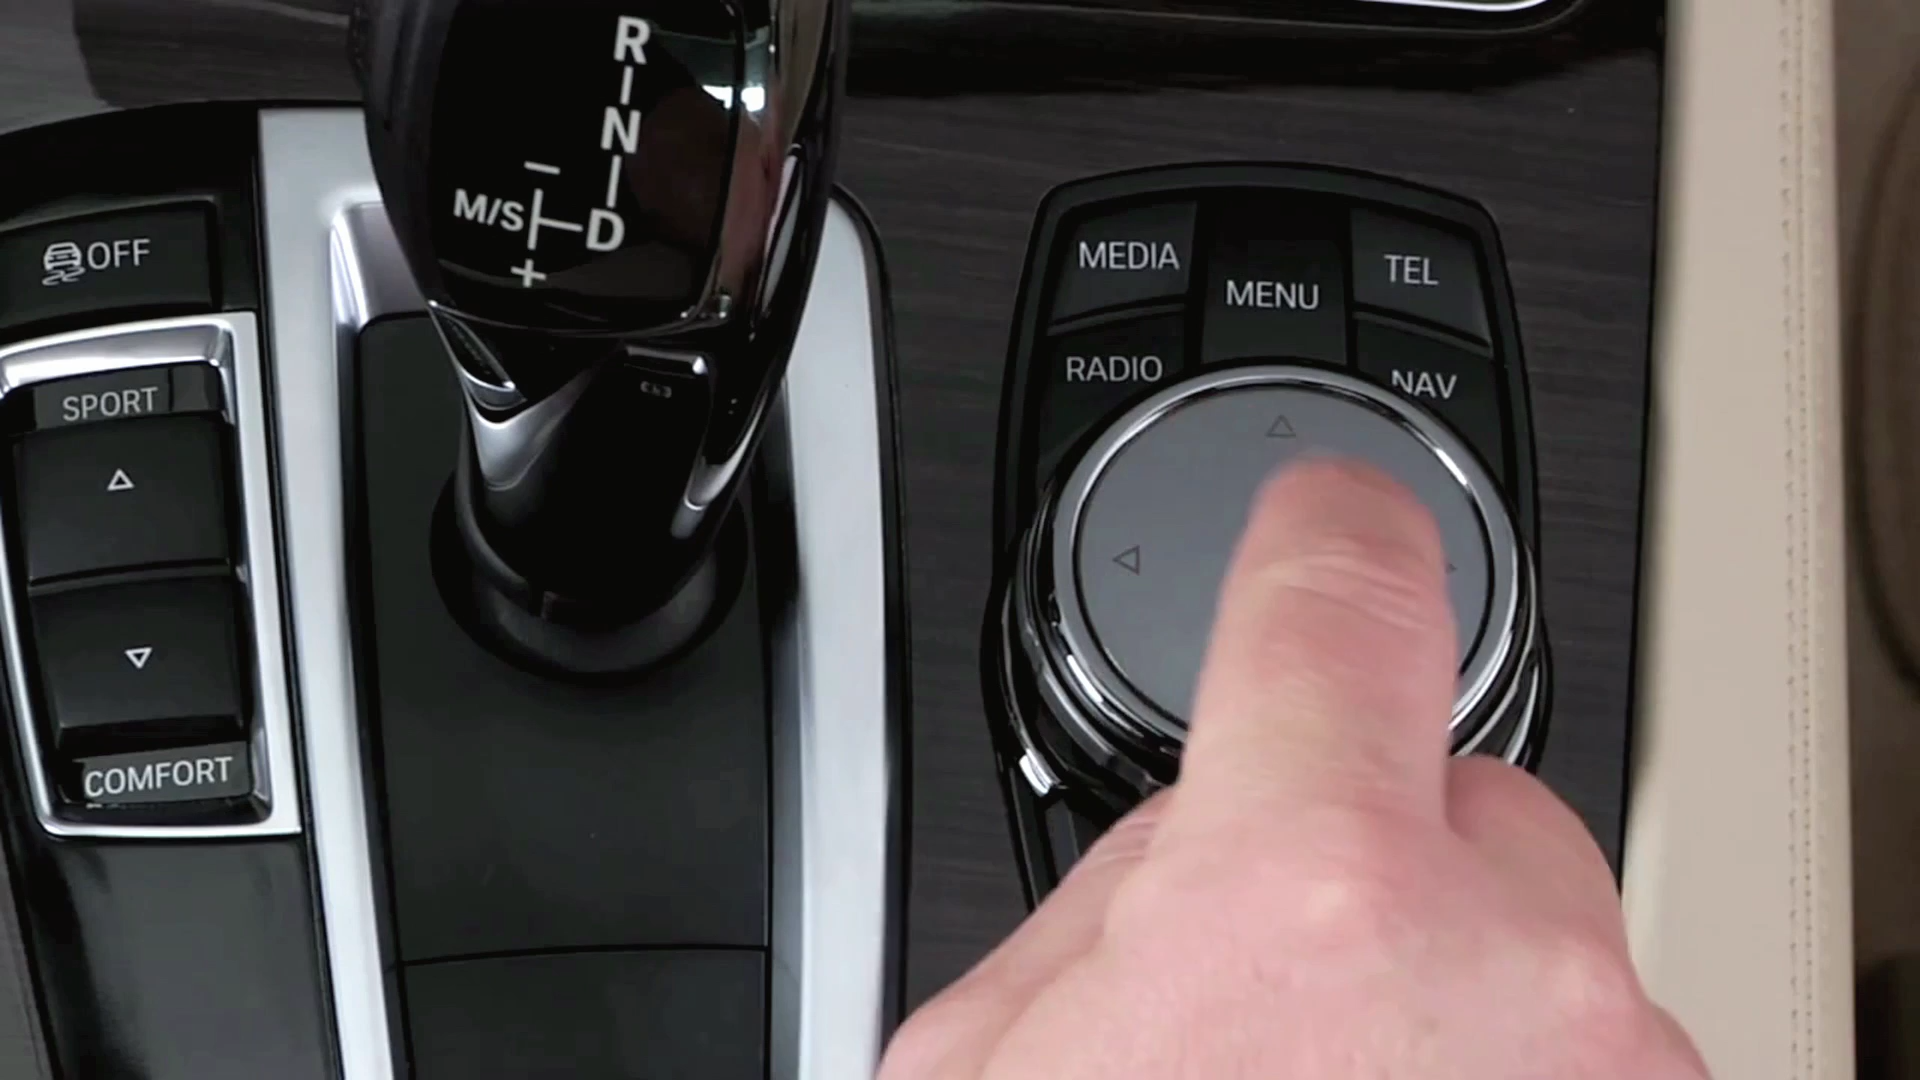 R
N
M/S
D
−
+
OFF
SPORT
COMFORT
MEDIA
MENU
TEL
RADIO
NAV